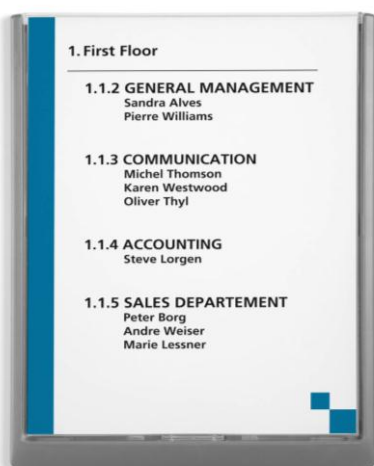 1. First Floor
1.1.2 GENERAL MANAGEMENT
Sandra Alves
Pierre Williams
1.1.3 COMMUNICATION
Michel Thomson
Karen Westwood
Oliver Thyl
1.1.4 ACCOUNTING
Steve Lorgen
1.1.5 SALES DEPARTEMENT
Peter Borg
Andre Weiser
Marie Lessner